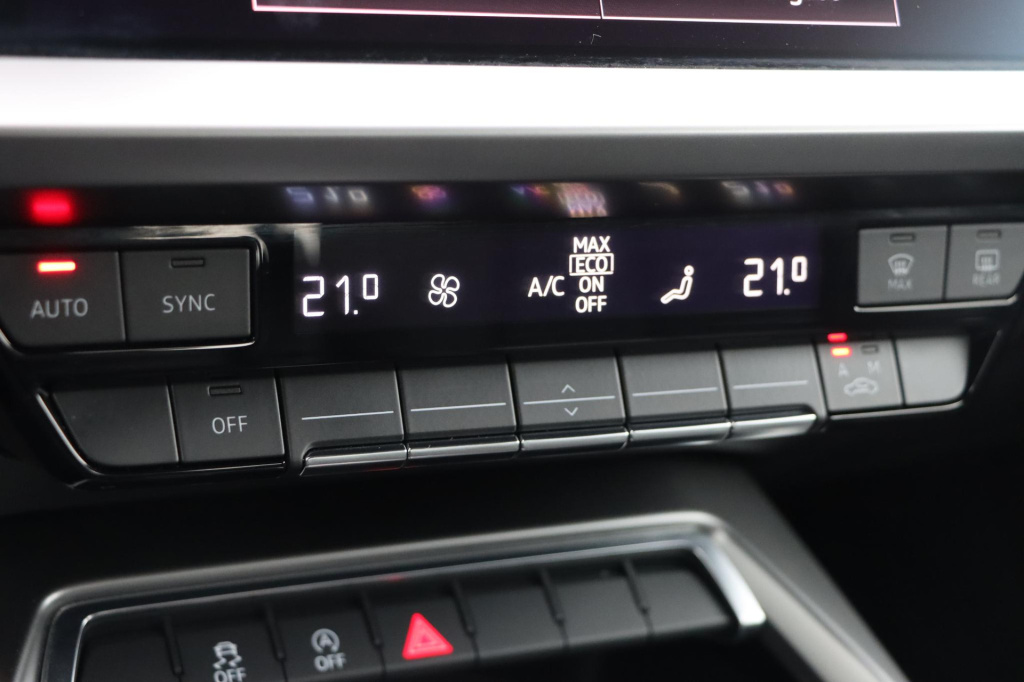 AUTO
SYNC
21.0
A/C
MAX
ECO
ON
OFF
21.0
MAX
REAR
OFF
A M
OFF
A
OFF